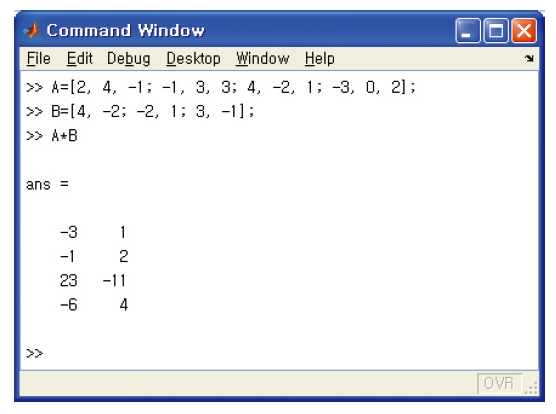 Command Window
File Edit Debug Desktop Window Help
>> A=[2, 4, -1; -1, 3, 3; 4, -2, 1; -3, 0, 2];
>> B=[4, -2; -2, 1; 3, -1];
>> A*B
ans =
-3 1
-1 2
23 -11
-6 4
>>
OVR